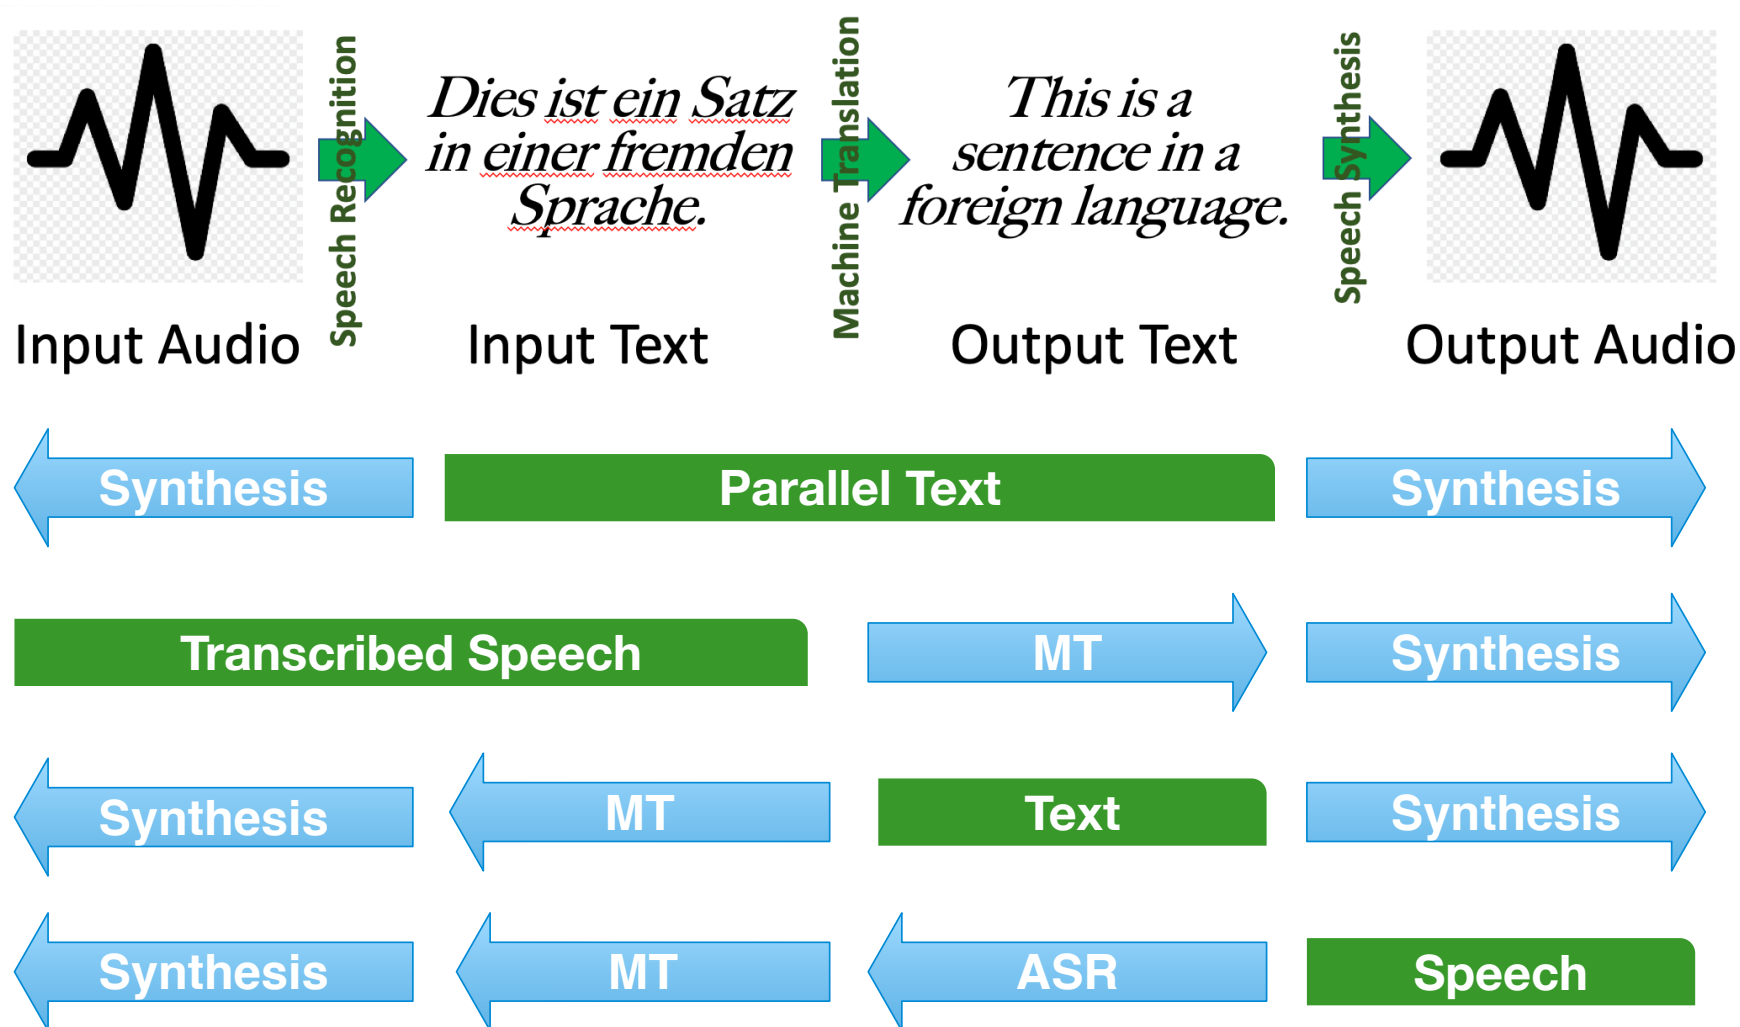 Speech Recognition
Dies ist ein Satz
in einer fremden
Sprache.
Machine Translation
This is a
sentence in a
foreign language.
Speech Synthesis
Input Audio
Input Text
Output Text
Output Audio
Synthesis
Parallel Text
Synthesis
Transcribed Speech
MT
Synthesis
Synthesis
MT
Text
Synthesis
Synthesis
MT
ASR
Speech